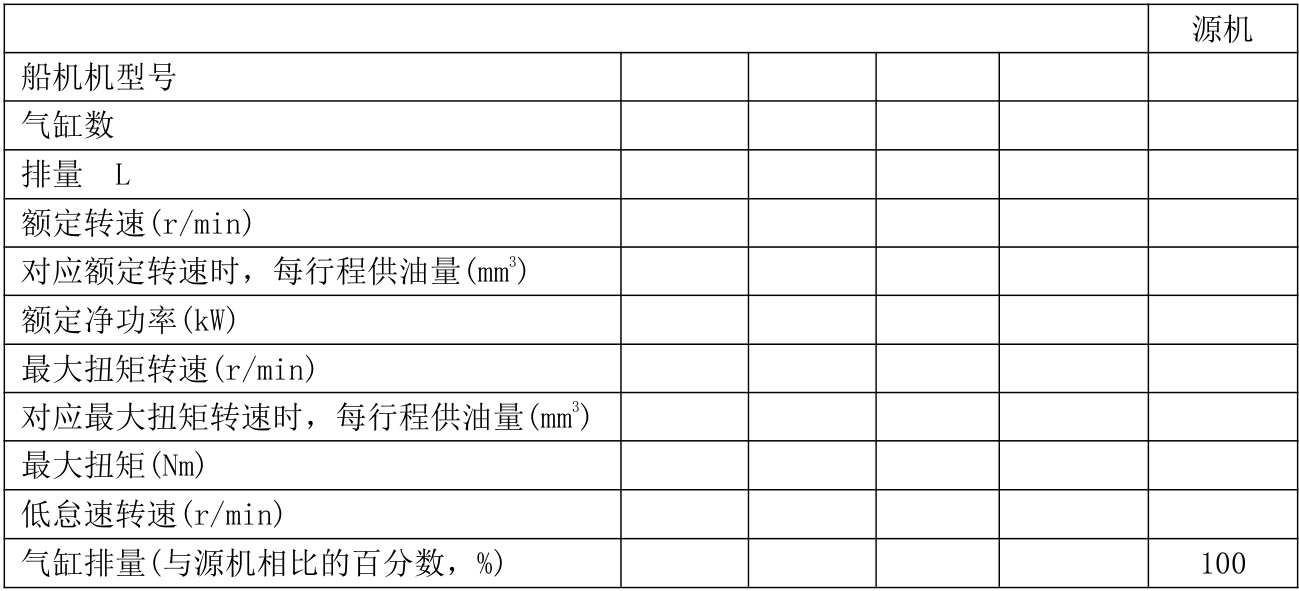 源机
船机机型号
气缸数
排量 L
额定转速(r/min)
对应额定转速时，每行程供油量(mm³)
额定净功率(kW)
最大扭矩转速(r/min)
对应最大扭矩转速时，每行程供油量(mm³)
最大扭矩(Nm)
低怠速转速(r/min)
气缸排量(与源机相比的百分数，%) 100